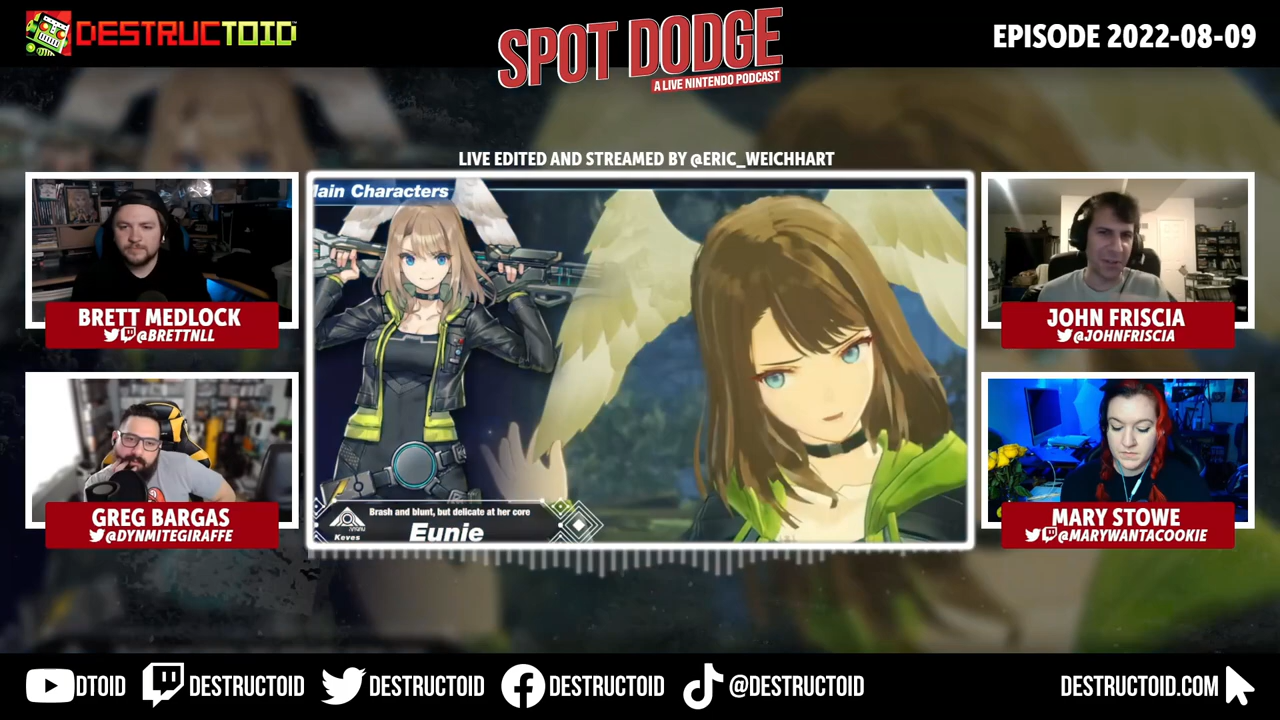 DESTRUCTOID
SPOT DODGE
A LIVE NINTENDO PODCAST
EPISODE 2022-08-09
LIVE EDITED AND STREAMED BY @ERIC_WEICHHART
Main Characters
BRETT MEDLOCK
@BRETTNLL
JOHN FRISCIA
@JOHNFRISCIA
GREG BARGAS
@DYNMITEGIRAFFE
MARY STOWE
@MARYWANTACOOKIE
Brash and blunt, but delicate at her core
Keves
Eunie
DTOID
DESTRUCTOID
DESTRUCTOID
DESTRUCTOID
@DESTRUCTOID
DESTRUCTOID.COM